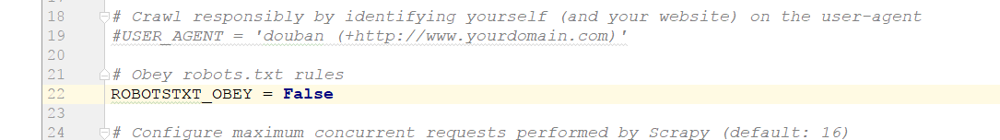 18 # Crawl responsibly by identifying yourself (and your website) on the user-agent
19 #USER_AGENT = 'douban (+http://www.yourdomain.com)'
20
21 # Obey robots.txt rules
22 ROBOTSTXT_OBEY = False
23
24 # Configure maximum concurrent requests performed by Scrapy (default: 16)